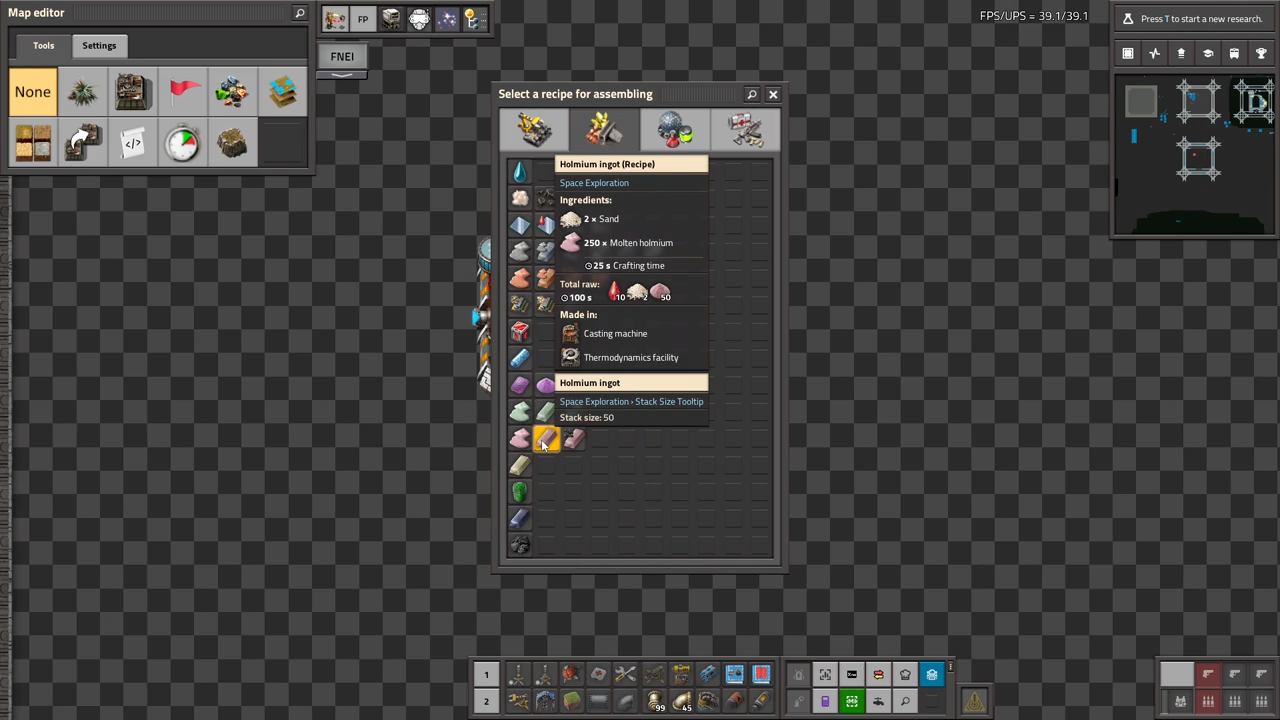 Map editor
FP
FPS/UPS = 39.1/39.1
Press T to start a new research.
Tools
Settings
FNEI
None
Select a recipe for assembling
Holmium ingot (Recipe)
Space Exploration
Ingredients:
2 × Sand
250 × Molten holmium
25 s Crafting time
Total raw:
100 s
10
2
50
Made in:
Casting machine
Thermodynamics facility
Holmium ingot
Space Exploration › Stack Size Tooltip
Stack size: 50
1
2
99
45